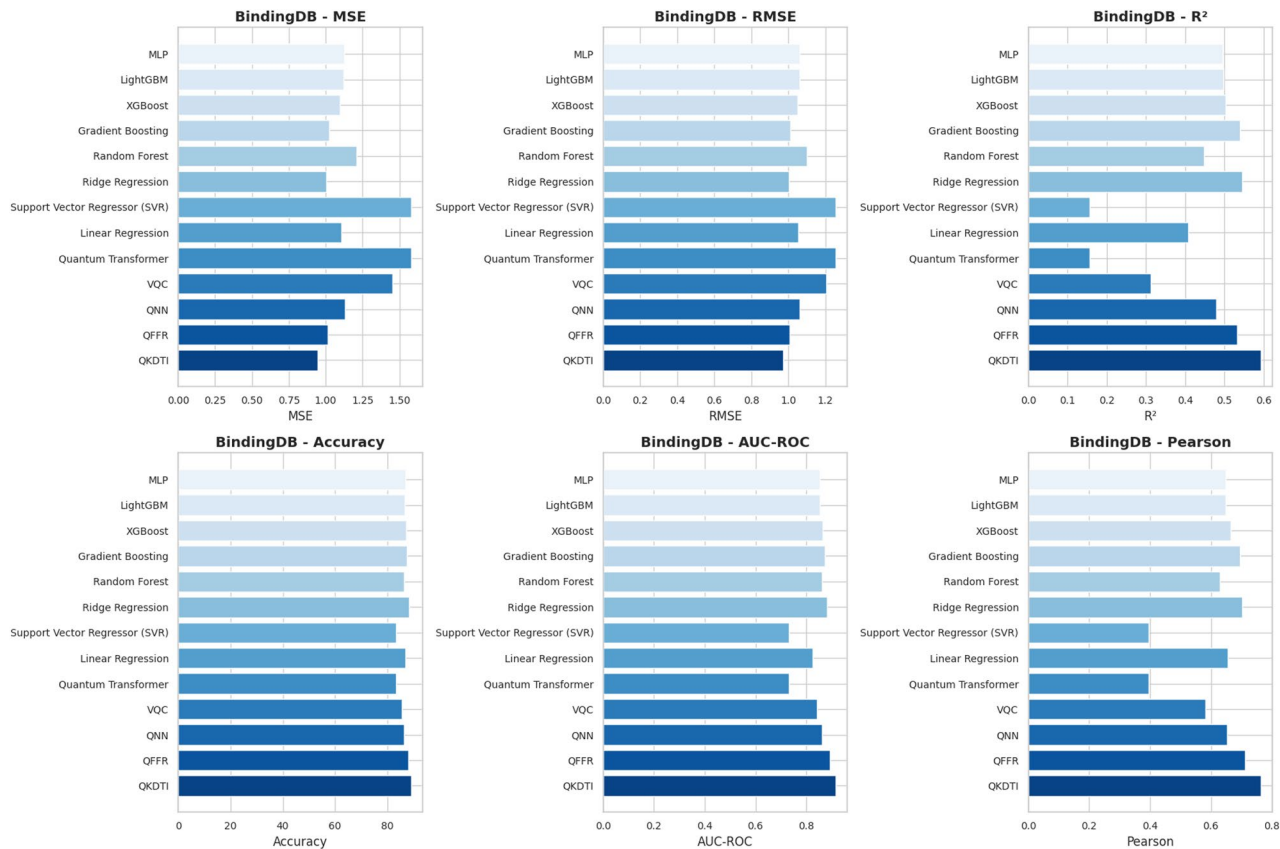 BindingDB - MSE
MLP
LightGBM
XGBoost
Gradient Boosting
Random Forest
Ridge Regression
Support Vector Regressor (SVR)
Linear Regression
Quantum Transformer
VQC
QNN
QFFR
QKDTI
0.00 0.25 0.50 0.75 1.00 1.25 1.50
MSE
BindingDB - RMSE
MLP
LightGBM
XGBoost
Gradient Boosting
Random Forest
Ridge Regression
Support Vector Regressor (SVR)
Linear Regression
Quantum Transformer
VQC
QNN
QFFR
QKDTI
0.0 0.2 0.4 0.6 0.8 1.0 1.2
RMSE
BindingDB - R²
MLP
LightGBM
XGBoost
Gradient Boosting
Random Forest
Ridge Regression
Support Vector Regressor (SVR)
Linear Regression
Quantum Transformer
VQC
QNN
QFFR
QKDTI
0.0 0.1 0.2 0.3 0.4 0.5 0.6
R²
BindingDB - Accuracy
MLP
LightGBM
XGBoost
Gradient Boosting
Random Forest
Ridge Regression
Support Vector Regressor (SVR)
Linear Regression
Quantum Transformer
VQC
QNN
QFFR
QKDTI
0 20 40 60 80
Accuracy
BindingDB - AUC-ROC
MLP
LightGBM
XGBoost
Gradient Boosting
Random Forest
Ridge Regression
Support Vector Regressor (SVR)
Linear Regression
Quantum Transformer
VQC
QNN
QFFR
QKDTI
0.0 0.2 0.4 0.6 0.8
AUC-ROC
BindingDB - Pearson
MLP
LightGBM
XGBoost
Gradient Boosting
Random Forest
Ridge Regression
Support Vector Regressor (SVR)
Linear Regression
Quantum Transformer
VQC
QNN
QFFR
QKDTI
0.0 0.2 0.4 0.6 0.8
Pearson